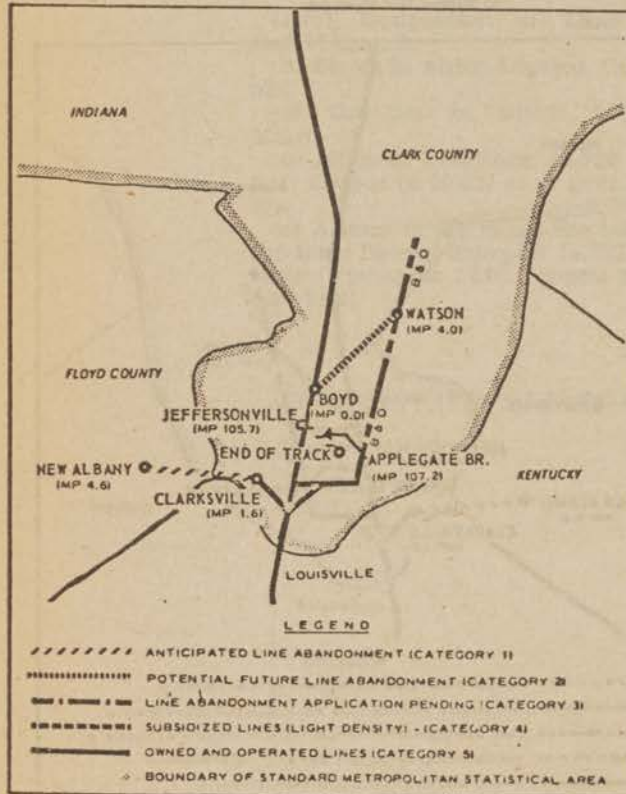 INDIANA
CLARK COUNTY
B & O
WATSON
(MP 4.0)
FLOYD COUNTY
BOYD
(MP 0.0)
B & O
JEFFERSONVILLE
(MP 105.7)
END OF TRACK
APPLEGATE BR.
(MP 107.2)
NEW ALBANY
(MP 4.6)
CLARKSVILLE
(MP 1.6)
KENTUCKY
LOUISVILLE
LEGEND
ANTICIPATED LINE ABANDONMENT (CATEGORY 1)
POTENTIAL FUTURE LINE ABANDONMENT (CATEGORY 2)
LINE ABANDONMENT APPLICATION PENDING (CATEGORY 3)
SUBSIDIZED LINES (LIGHT DENSITY) - (CATEGORY 4)
OWNED AND OPERATED LINES (CATEGORY 5)
BOUNDARY OF STANDARD METROPOLITAN STATISTICAL AREA